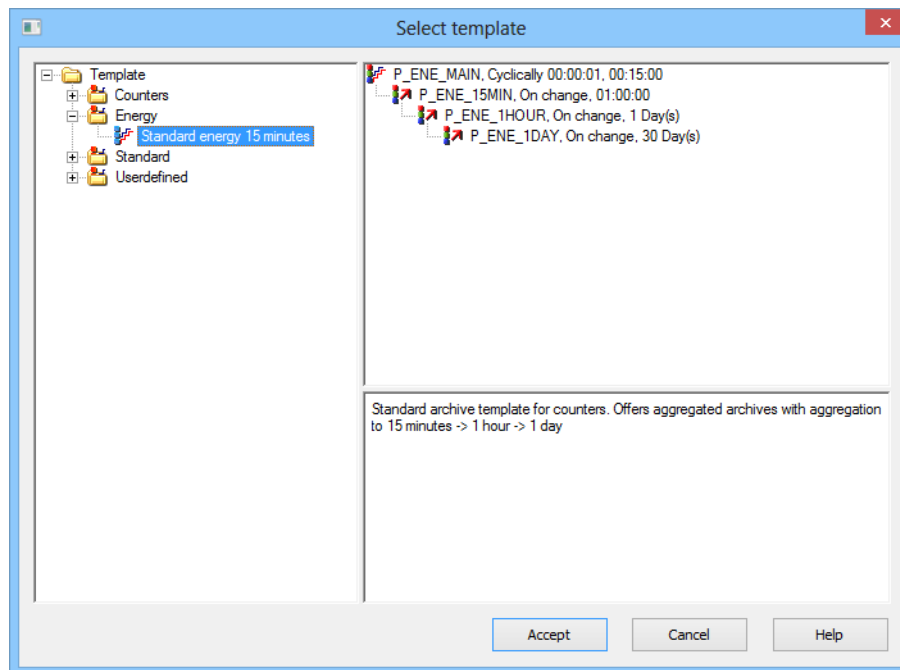 Select template
Template
Counters
Energy
Standard energy 15 minutes
Standard
Userdefined
P_ENE_MAIN, Cyclically 00:00:01, 00:15:00
P_ENE_15MIN, On change, 01:00:00
P_ENE_1HOUR, On change, 1 Day(s)
P_ENE_1DAY, On change, 30 Day(s)
Standard archive template for counters. Offers aggregated archives with aggregation
to 15 minutes -> 1 hour -> 1 day
Accept
Cancel
Help